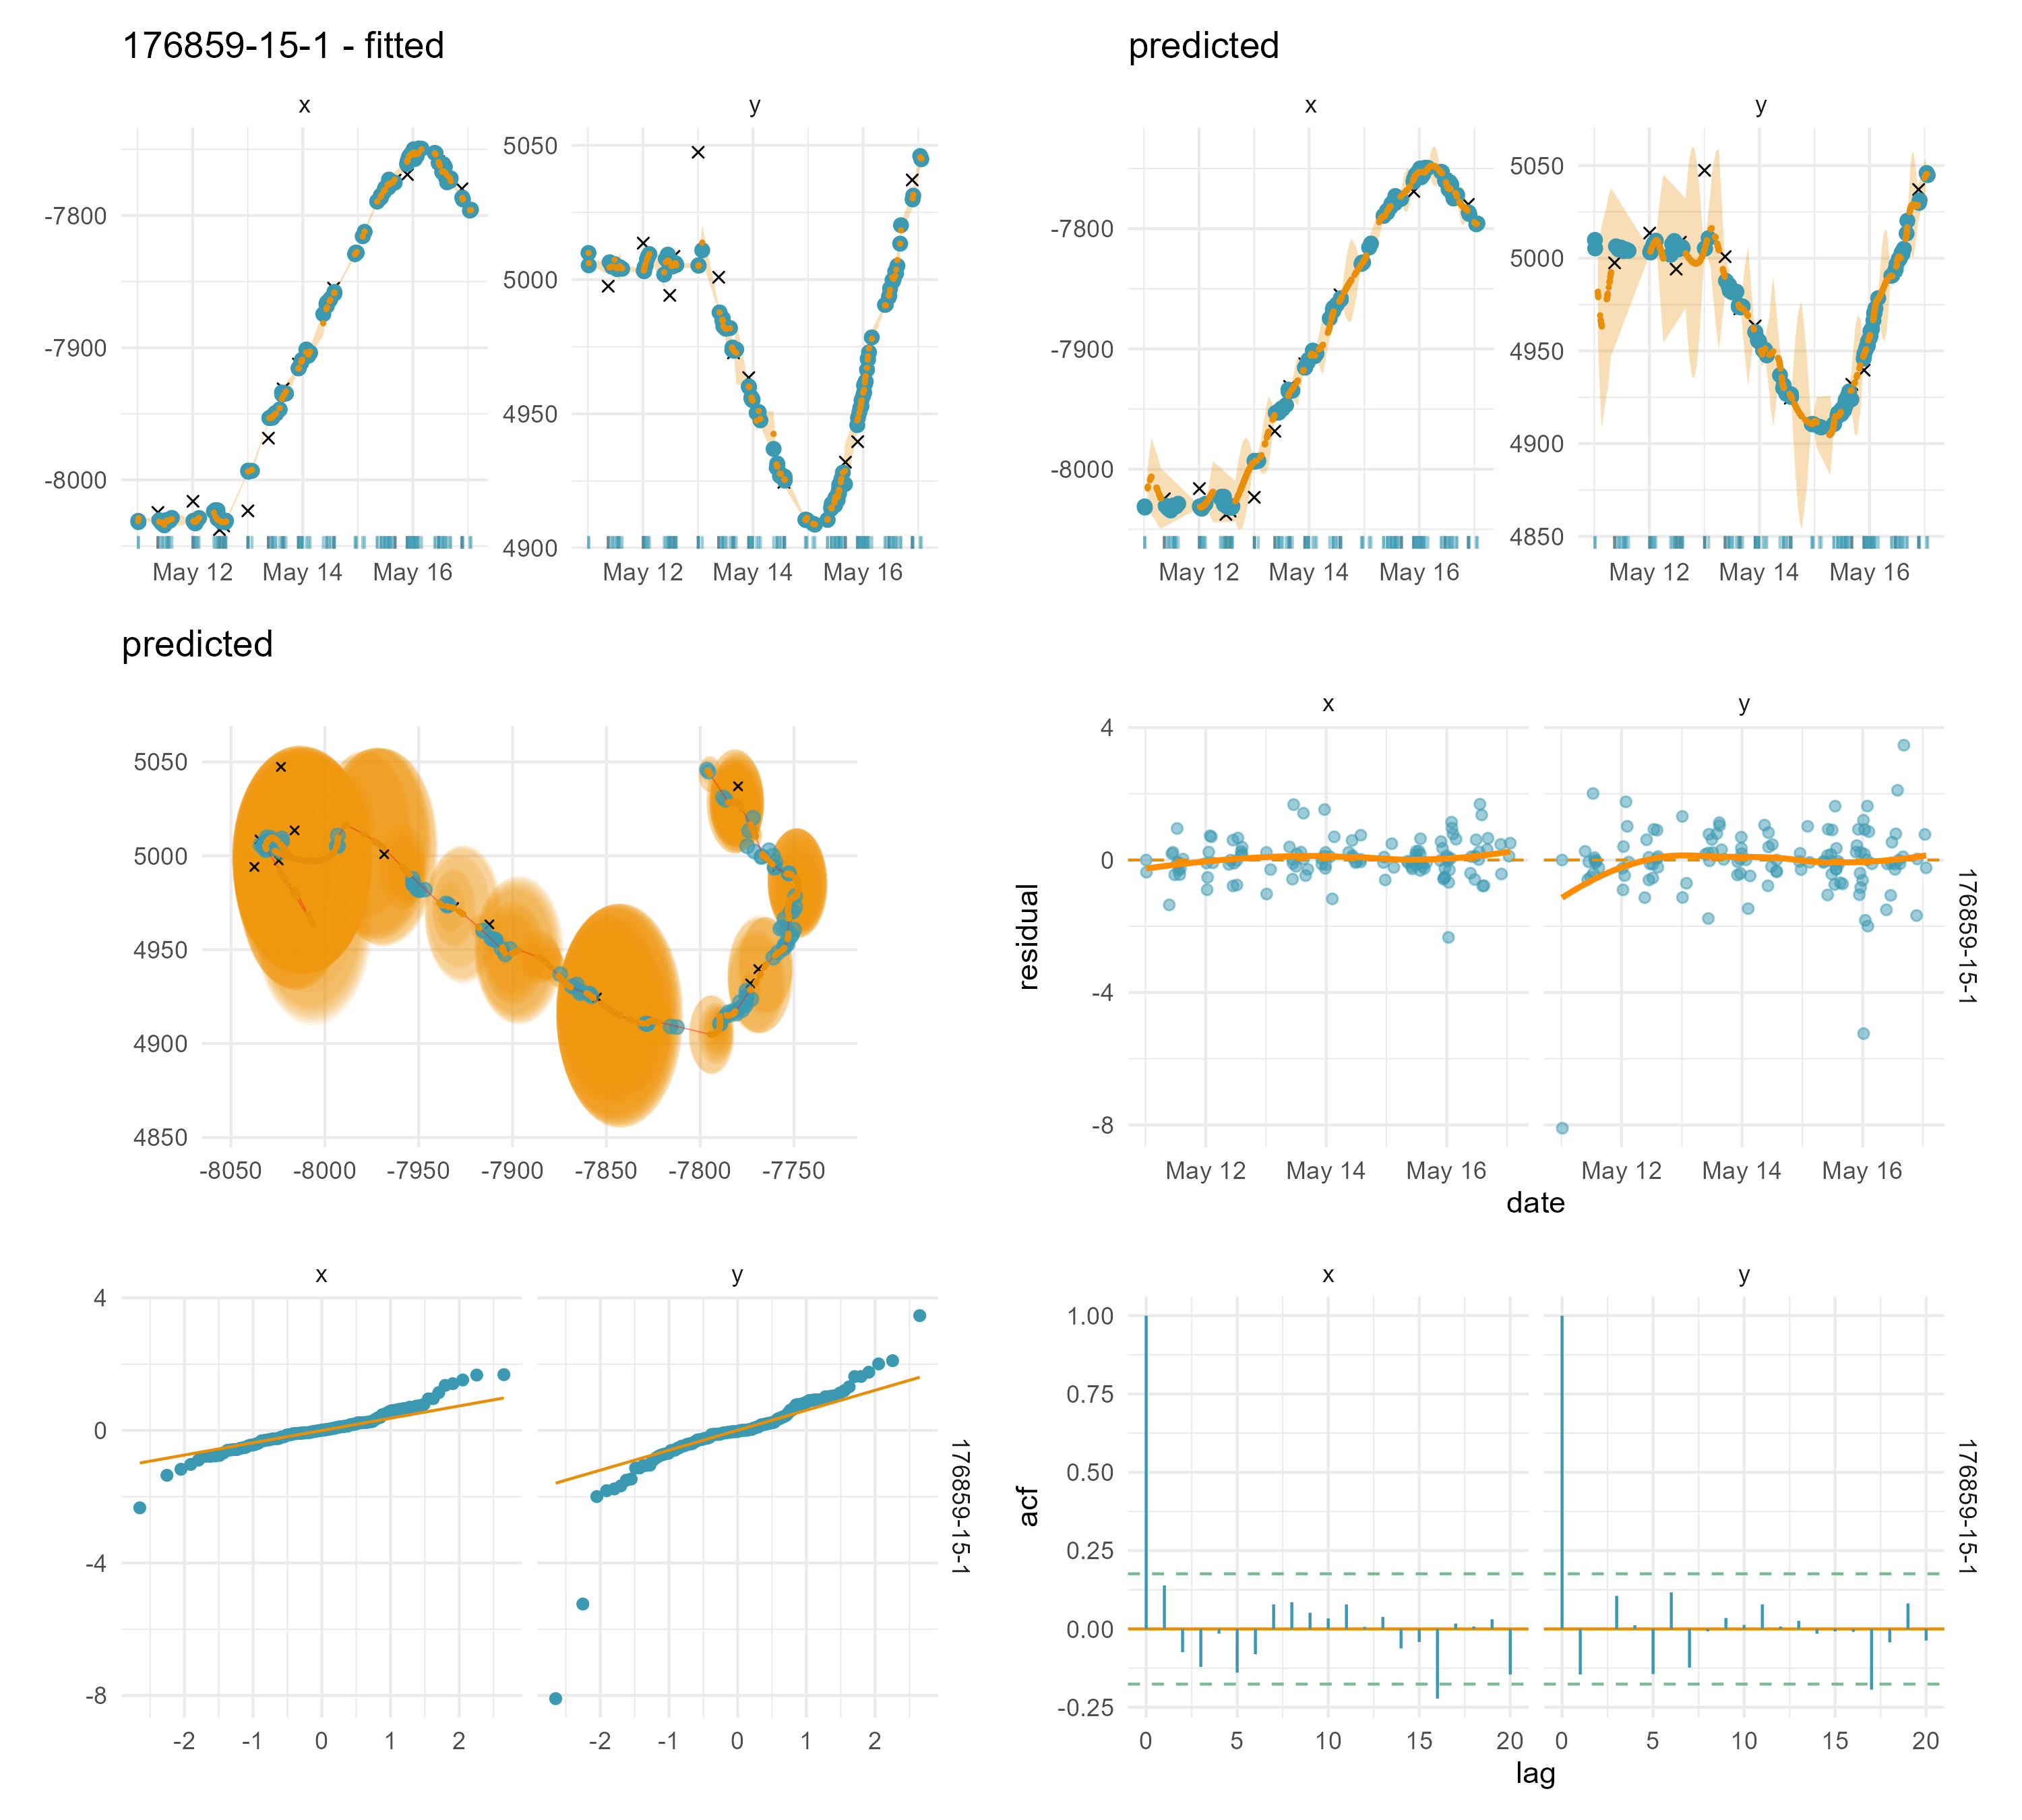 176859-15-1 - fitted
predicted
x
y
x
y
5050
5000
4950
4900
-7800
-7900
-8000
May 12
May 14
May 16
May 12
May 14
May 16
-7800
-7900
-8000
5050
5000
4950
4900
4850
May 12
May 14
May 16
May 12
May 14
May 16
predicted
5050
5000
4950
4900
4850
-8050
-8000
-7950
-7900
-7850
-7800
-7750
x
y
4
0
-4
-8
residual
176859-15-1
May 12
May 14
May 16
May 12
May 14
May 16
date
x
y
4
0
-4
-8
176859-15-1
-2
-1
0
1
2
-2
-1
0
1
2
x
y
1.00
0.75
0.50
0.25
0.00
-0.25
acf
176859-15-1
0
5
10
15
20
0
5
10
15
20
lag